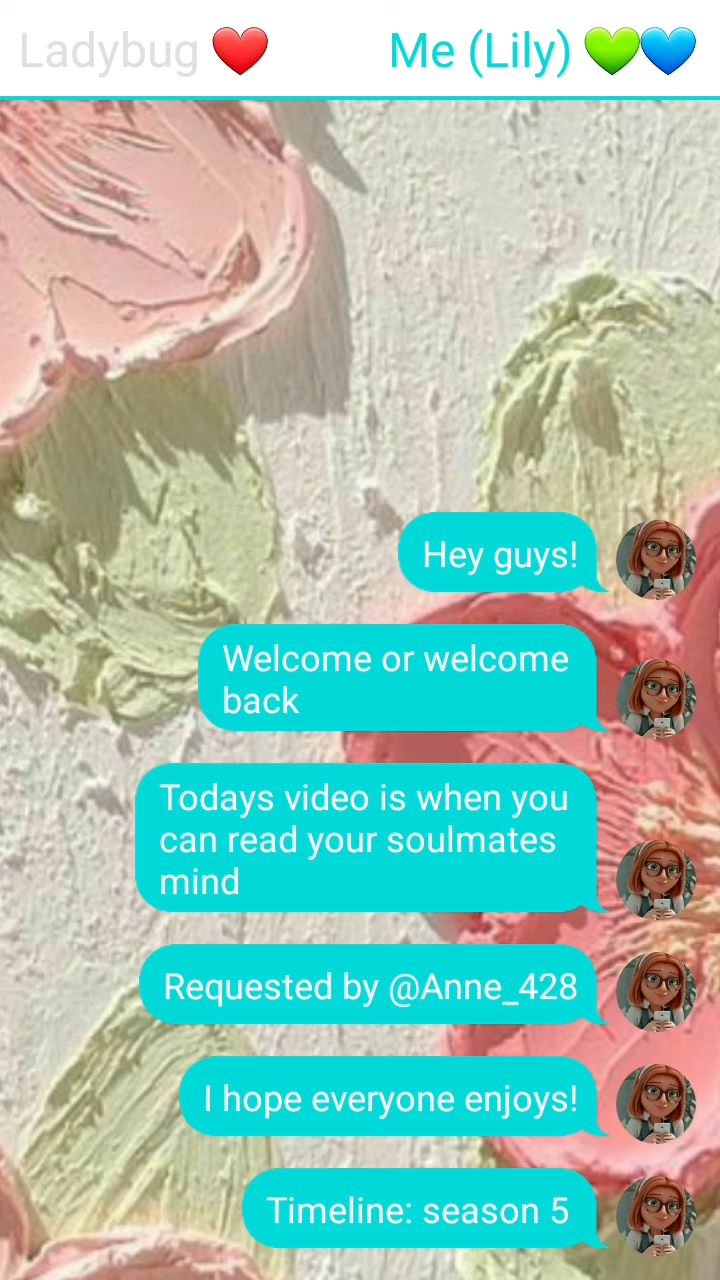 Ladybug ❤️ Me (Lily) 💚💙
Hey guys!
Welcome or welcome
back
Todays video is when you
can read your soulmates
mind
Requested by @Anne_428
I hope everyone enjoys!
Timeline: season 5